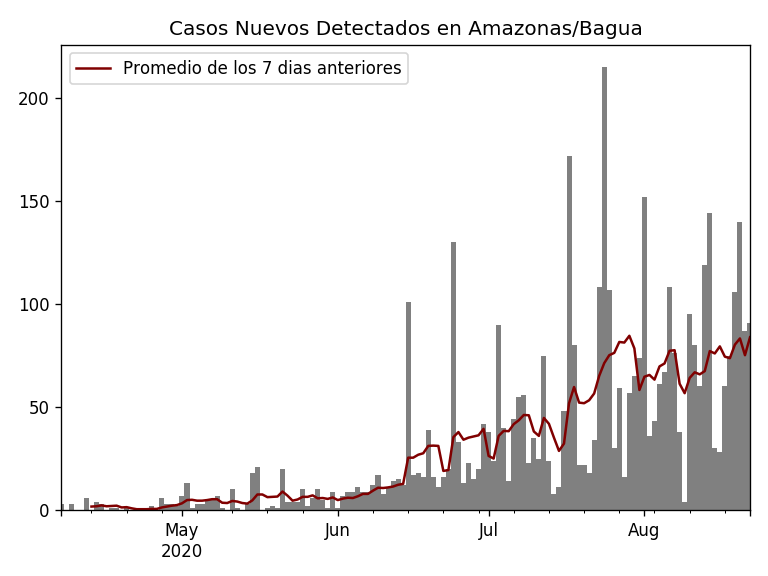 Casos Nuevos Detectados en Amazonas/Bagua
Promedio de los 7 dias anteriores
200
150
100
50
0
May Jun Jul Aug
2020